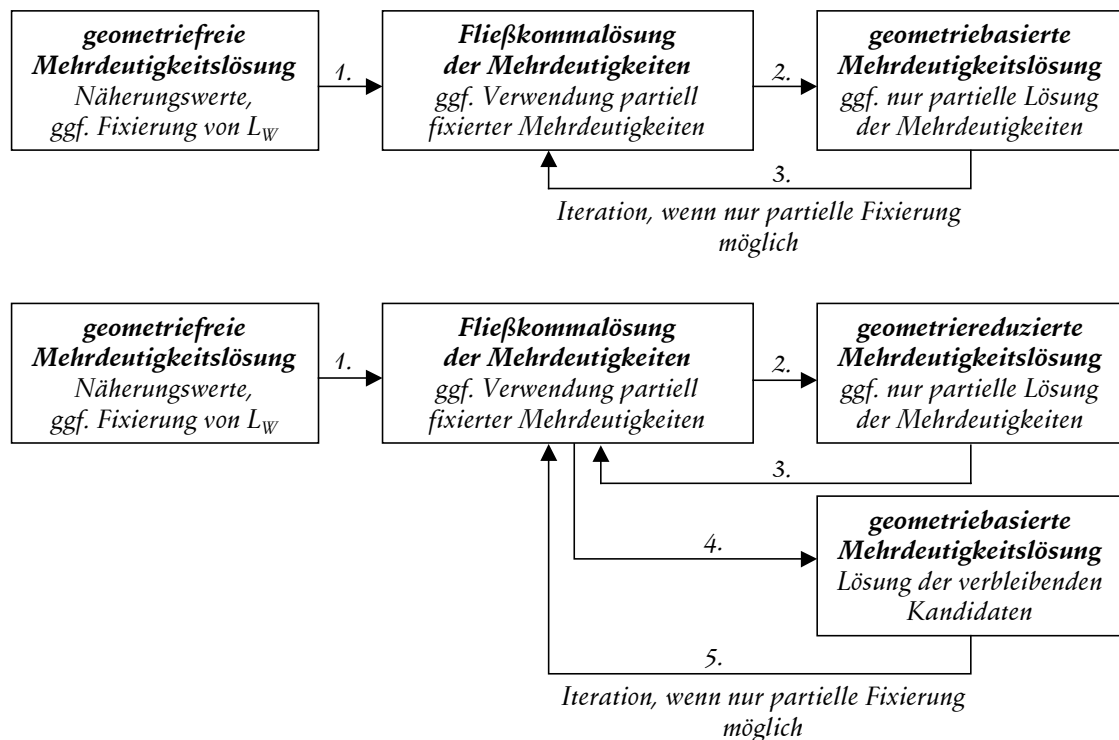 geometriefreie
Mehrdeutigkeitslösung
Näherungswerte,
ggf. Fixierung von L_W
1.
Fließkommalösung
der Mehrdeutigkeiten
ggf. Verwendung partiell
fixierter Mehrdeutigkeiten
2.
geometriebasierte
Mehrdeutigkeitslösung
ggf. nur partielle Lösung
der Mehrdeutigkeiten
3.
Iteration, wenn nur partielle Fixierung
möglich
geometriefreie
Mehrdeutigkeitslösung
Näherungswerte,
ggf. Fixierung von L_W
1.
Fließkommalösung
der Mehrdeutigkeiten
ggf. Verwendung partiell
fixierter Mehrdeutigkeiten
2.
geometriereduzierte
Mehrdeutigkeitslösung
ggf. nur partielle Lösung
der Mehrdeutigkeiten
3.
4.
geometriebasierte
Mehrdeutigkeitslösung
Lösung der verbleibenden
Kandidaten
5.
Iteration, wenn nur partielle Fixierung
möglich